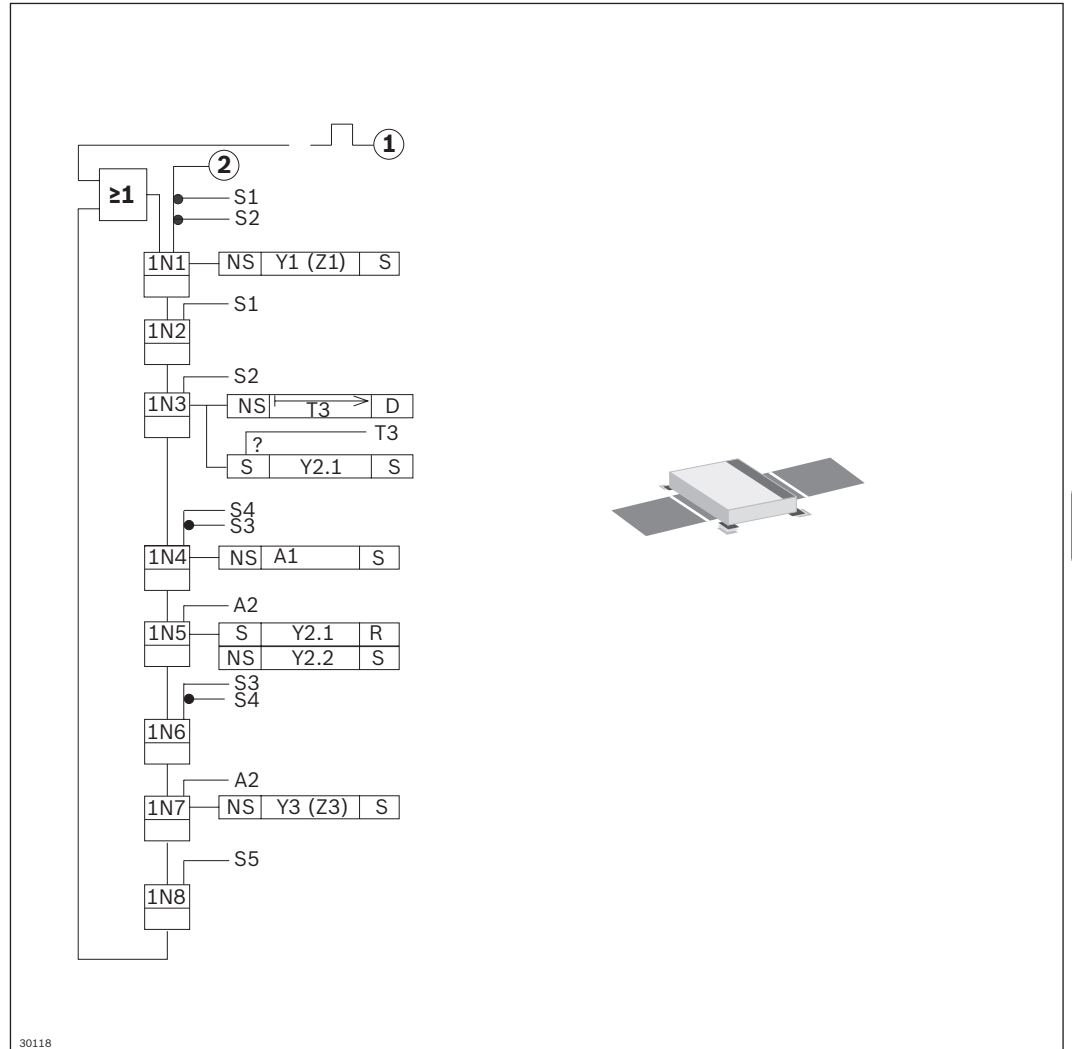 1
2
≥1
S1
S2
1N1 NS Y1 (Z1) S
S1
1N2
S2
1N3 NS T3 D
T3
?
S Y2.1 S
S4
S3
1N4 NS A1 S
A2
1N5 S Y2.1 R
NS Y2.2 S
S3
S4
1N6
A2
1N7 NS Y3 (Z3) S
S5
1N8
30118